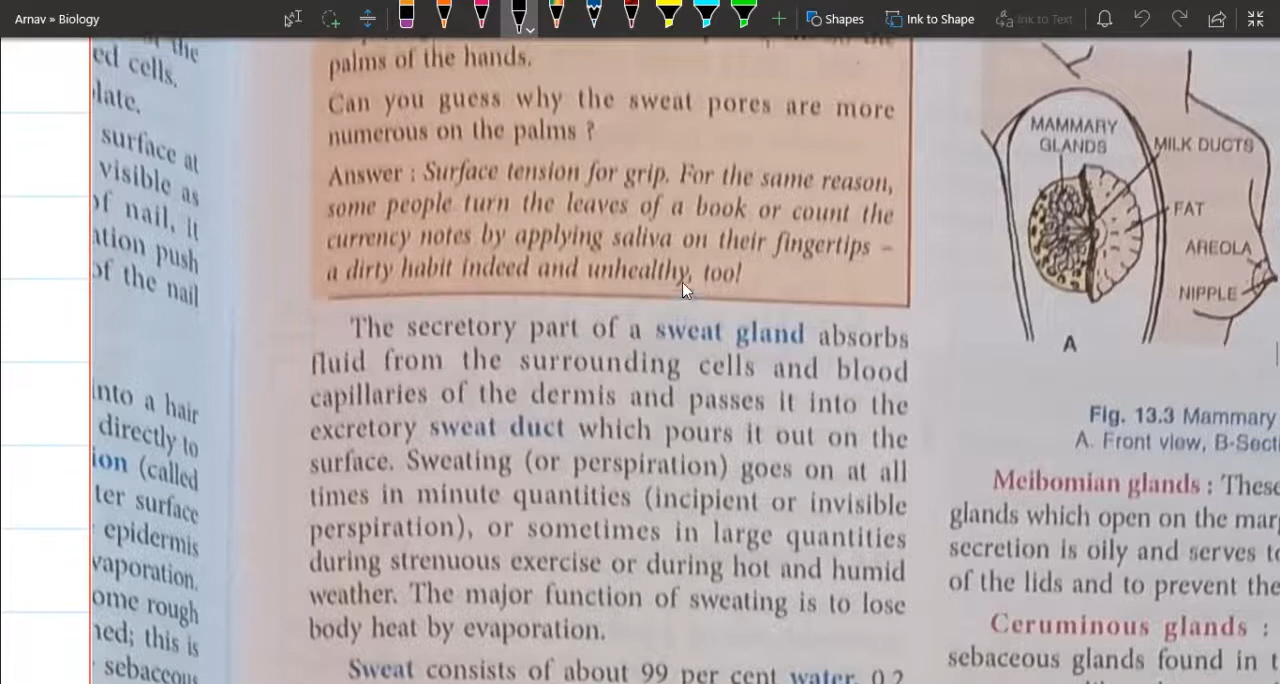 Arnav » Biology
Shapes
Ink to Shape
Ink to Text
the
ed cells.
late.
surface at
visible as
of nail, it
ation push
of the nail
into a hair
directly to
ion (called
ter surface
epidermis
vaporation.
ome rough
ned; this is
sebaceous
palms of the hands.
Can you guess why the sweat pores are more
numerous on the palms ?
Answer : Surface tension for grip. For the same reason,
some people turn the leaves of a book or count the
currency notes by applying saliva on their fingertips –
a dirty habit indeed and unhealthy, too!
The secretory part of a sweat gland absorbs
fluid from the surrounding cells and blood
capillaries of the dermis and passes it into the
excretory sweat duct which pours it out on the
surface. Sweating (or perspiration) goes on at all
times in minute quantities (incipient or invisible
perspiration), or sometimes in large quantities
during strenuous exercise or during hot and humid
weather. The major function of sweating is to lose
body heat by evaporation.
Sweat consists of about 99 per cent water, 0.2
MAMMARY
GLANDS
MILK DUCTS
FAT
AREOLA
NIPPLE
A
Fig. 13.3 Mammary
A. Front view, B-Secti
Meibomian glands : These
glands which open on the mar
secretion is oily and serves to
of the lids and to prevent the
Ceruminous glands :
sebaceous glands found in t